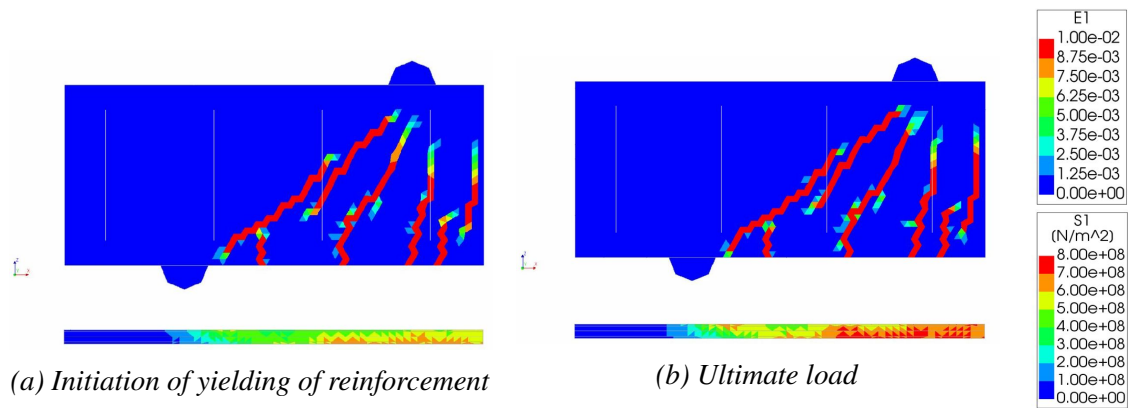 E1
1.00e-02
8.75e-03
7.50e-03
6.25e-03
5.00e-03
3.75e-03
2.50e-03
1.25e-03
0.00e+00
S1
(N/m^2)
8.00e+08
7.00e+08
6.00e+08
5.00e+08
4.00e+08
3.00e+08
2.00e+08
1.00e+08
0.00e+00
(a) Initiation of yielding of reinforcement
(b) Ultimate load